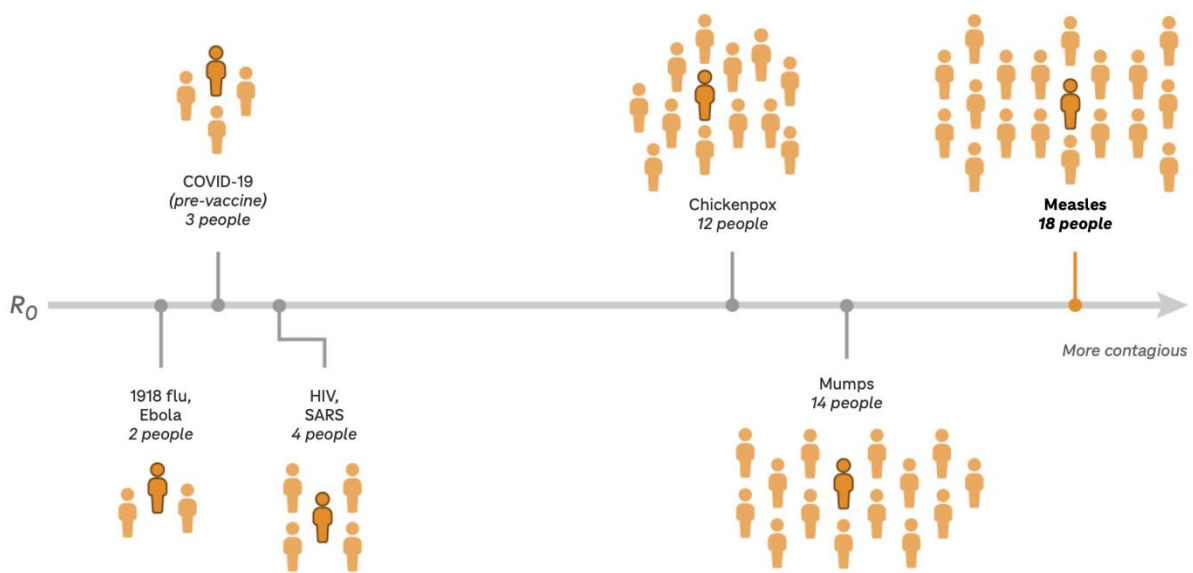 COVID-19
(pre-vaccine)
3 people
Chickenpox
12 people
Measles
18 people
R0
More contagious
1918 flu,
Ebola
2 people
HIV,
SARS
4 people
Mumps
14 people